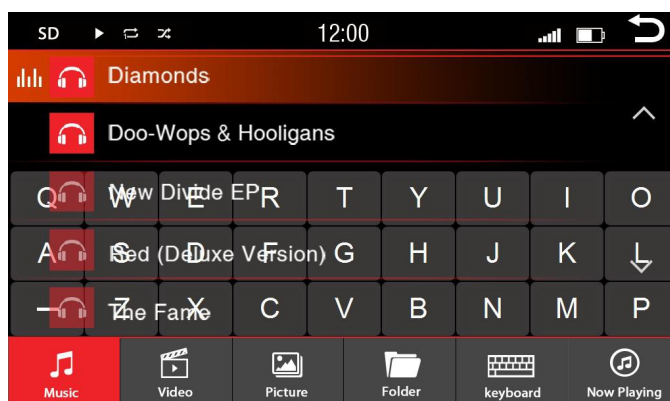 SD 12:00
Diamonds
Doo-Wops & Hooligans
New Divide EP
Q W E R T Y U I O
Red (Deluxe Version)
A S D F G H J K L
The Fame
Z X C V B N M P
Music Video Picture Folder keyboard Now Playing